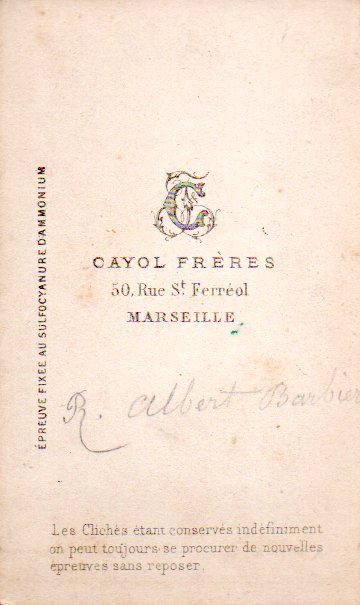 CF
CAYOL FRÈRES
50, Rue St Ferréol
MARSEILLE
ÉPREUVE FIXÉE AU SULFOCYANURE D'AMMONIUM
R. Albert Barbier
Les Clichés étant conservés indéfiniment
on peut toujours se procurer de nouvelles
épreuves sans reposer.